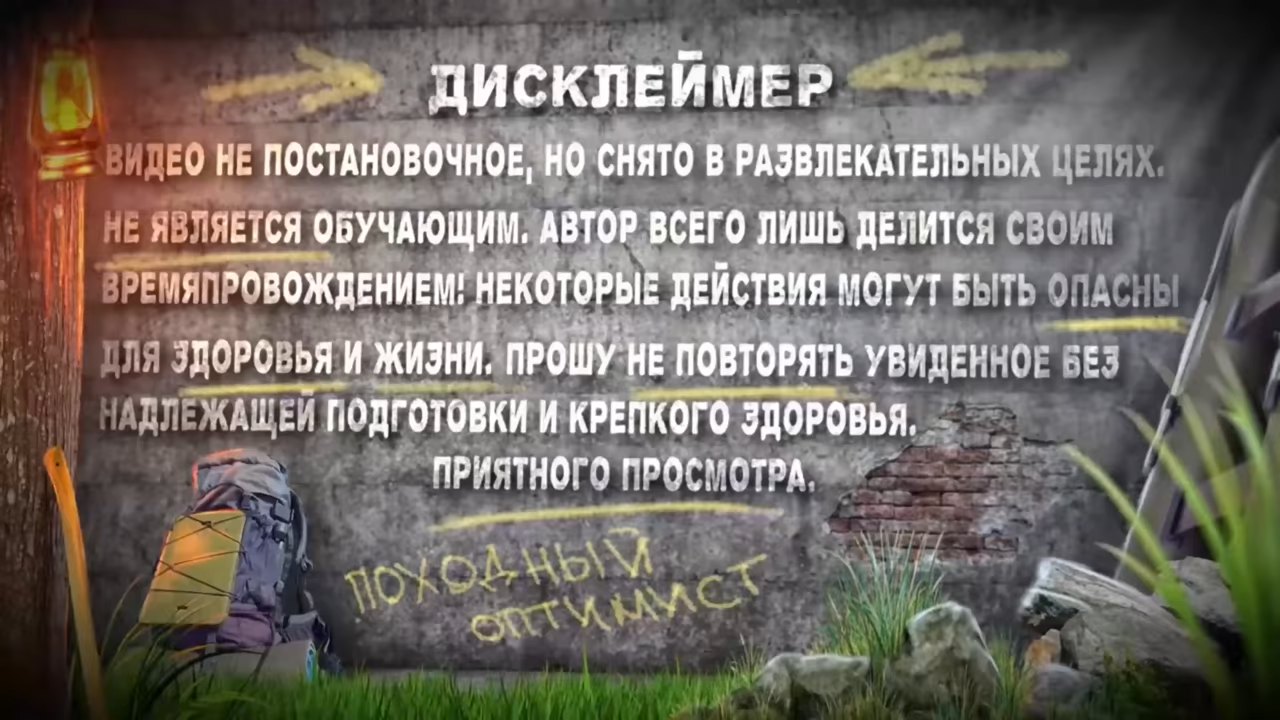 ДИСКЛЕЙМЕР
ВИДЕО НЕ ПОСТАНОВОЧНОЕ, НО СНЯТО В РАЗВЛЕКАТЕЛЬНЫХ ЦЕЛЯХ.
НЕ ЯВЛЯЕТСЯ ОБУЧАЮЩИМ. АВТОР ВСЕГО ЛИШЬ ДЕЛИТСЯ СВОИМ
ВРЕМЯПРОВОЖДЕНИЕМ! НЕКОТОРЫЕ ДЕЙСТВИЯ МОГУТ БЫТЬ ОПАСНЫ
ДЛЯ ЗДОРОВЬЯ И ЖИЗНИ. ПРОШУ НЕ ПОВТОРЯТЬ УВИДЕННОЕ БЕЗ
НАДЛЕЖАЩЕЙ ПОДГОТОВКИ И КРЕПКОГО ЗДОРОВЬЯ.
ПРИЯТНОГО ПРОСМОТРА.
ПОХОДНЫЙ
ОПТИМИСТ